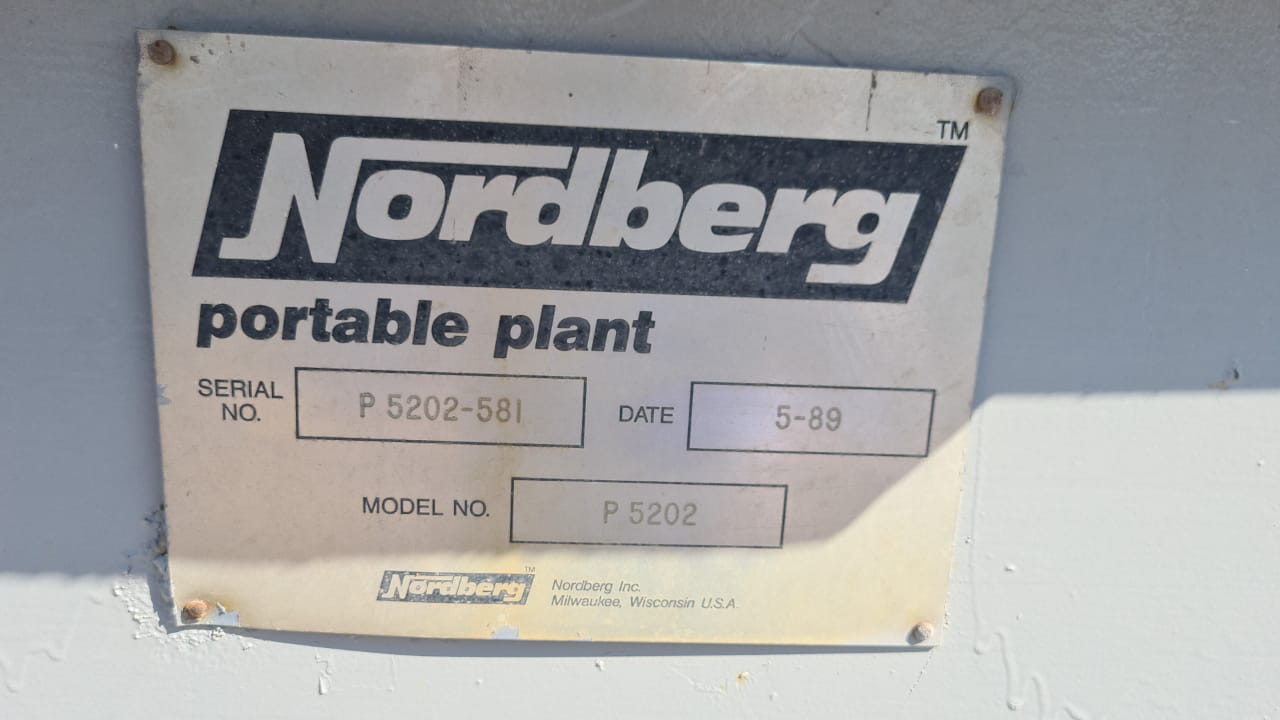 Nordberg TM
portable plant
SERIAL NO. P 5202-581 DATE 5-89
MODEL NO. P 5202
Nordberg TM
Nordberg Inc.
Milwaukee, Wisconsin U.S.A.